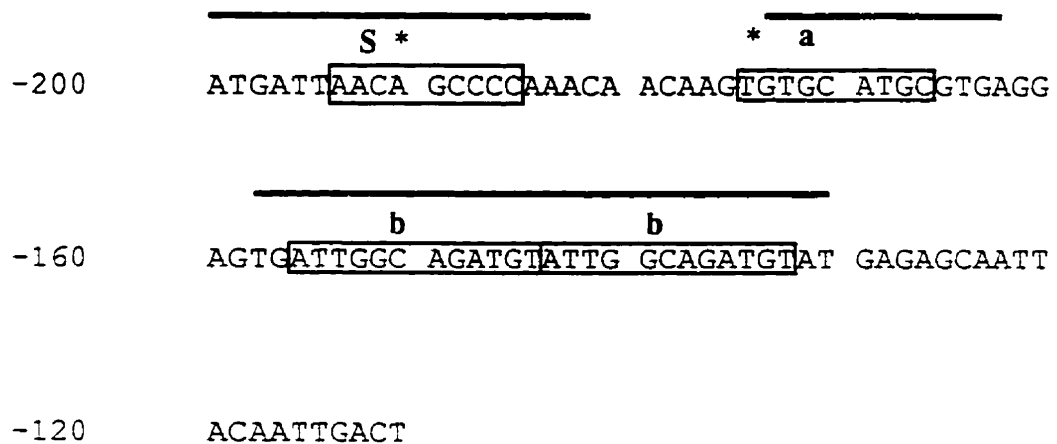 S * * a
-200 ATGATTAACA GCCCCAAACA ACAAGTGTGC ATGCGTGAGG
b b
-160 AGTGATTGGC AGATGTATTG GCAGATGTAT GAGAGCAATT
-120 ACAATTGACT